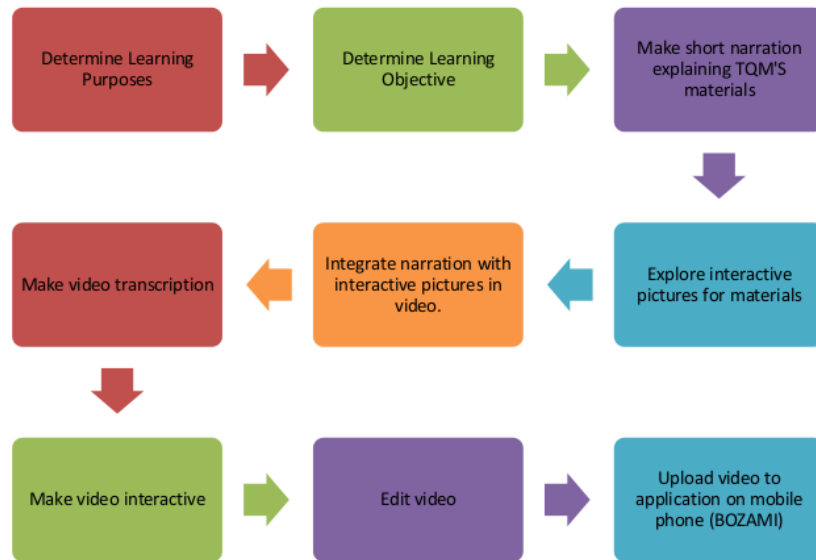 Determine Learning
Purposes
Determine Learning
Objective
Make short narration
explaining TQM'S
materials
Explore interactive
pictures for materials
Integrate narration with
interactive pictures in
video.
Make video transcription
Make video interactive
Edit video
Upload video to
application on mobile
phone (BOZAMI)